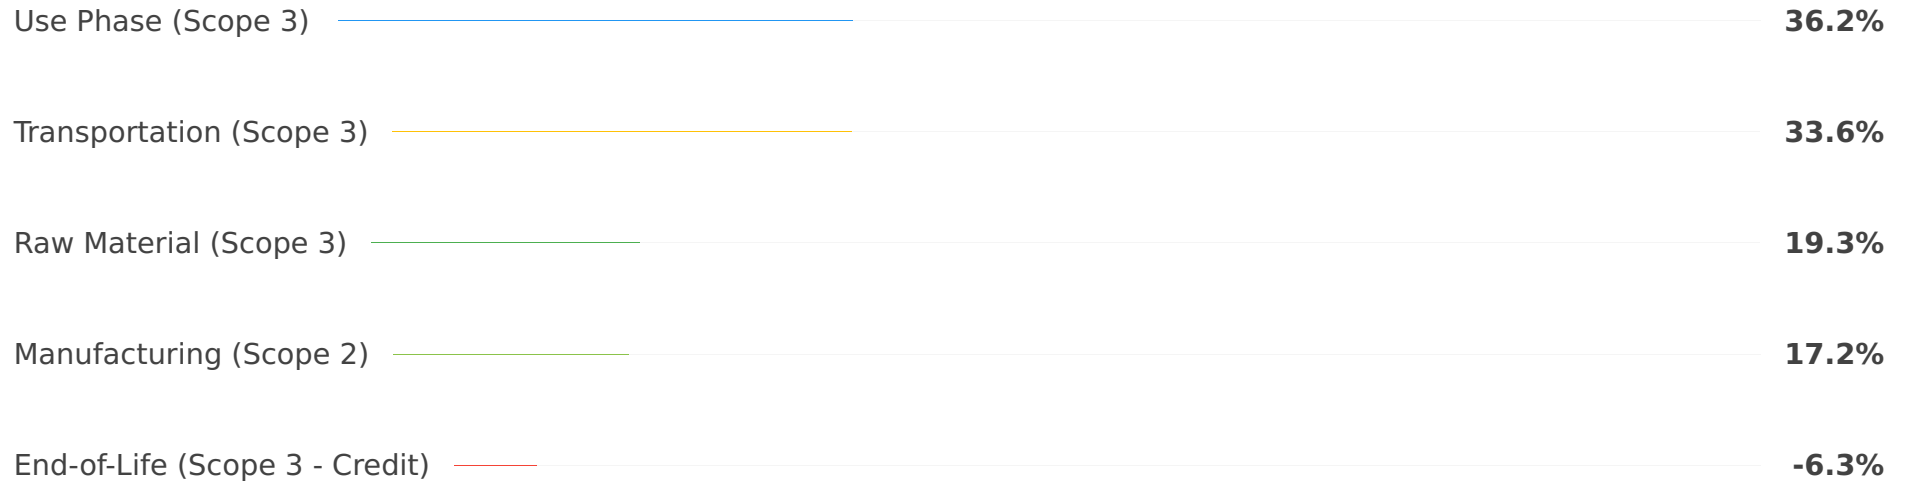 Use Phase (Scope 3) 36.2%
Transportation (Scope 3) 33.6%
Raw Material (Scope 3) 19.3%
Manufacturing (Scope 2) 17.2%
End-of-Life (Scope 3 - Credit) -6.3%